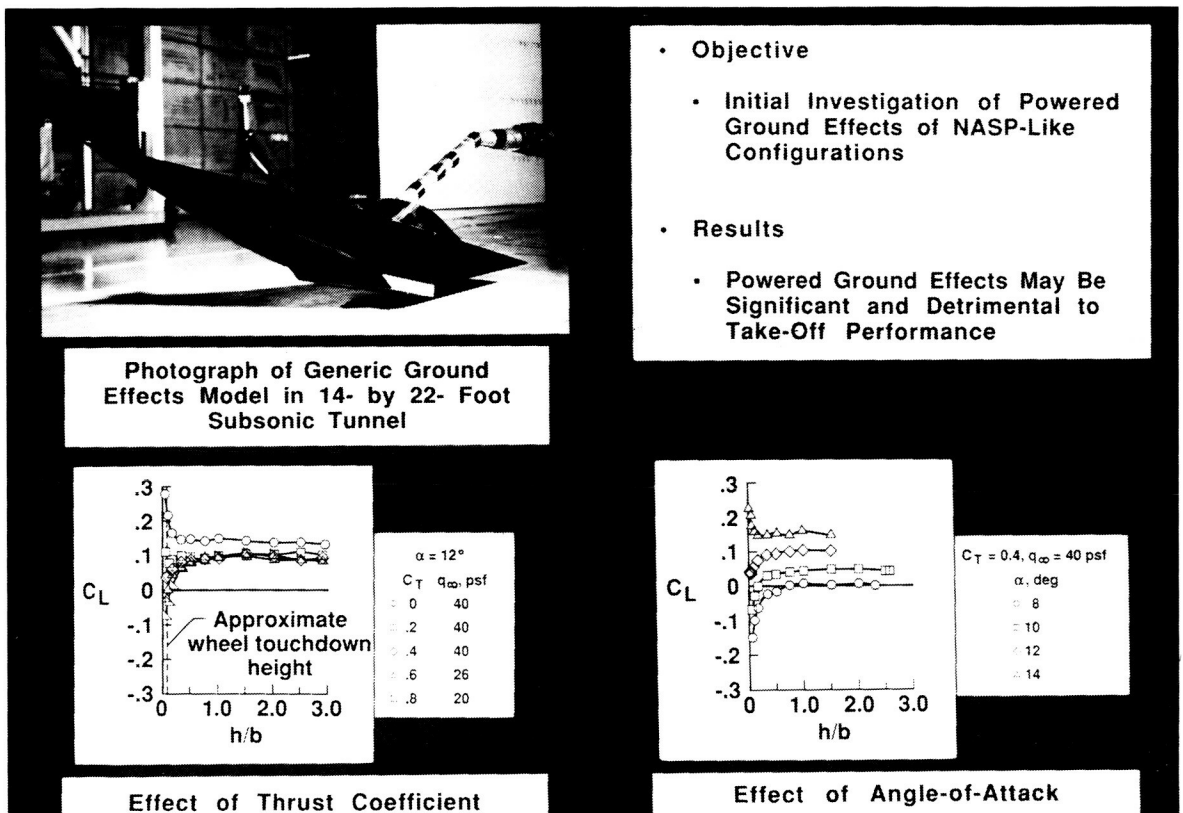 • Objective
• Initial Investigation of Powered
Ground Effects of NASP-Like
Configurations
• Results
• Powered Ground Effects May Be
Significant and Detrimental to
Take-Off Performance
Photograph of Generic Ground
Effects Model in 14- by 22- Foot
Subsonic Tunnel
.3
.2
.1
0
-.1
-.2
-.3
CL
0 1.0 2.0 3.0
h/b
Approximate
wheel touchdown
height
α = 12°
CT q∞, psf
0 40
.2 40
.4 40
.6 26
.8 20
Effect of Thrust Coefficient
.3
.2
.1
0
-.1
-.2
-.3
CL
0 1.0 2.0 3.0
h/b
CT = 0.4, q∞ = 40 psf
α, deg
8
10
12
14
Effect of Angle-of-Attack